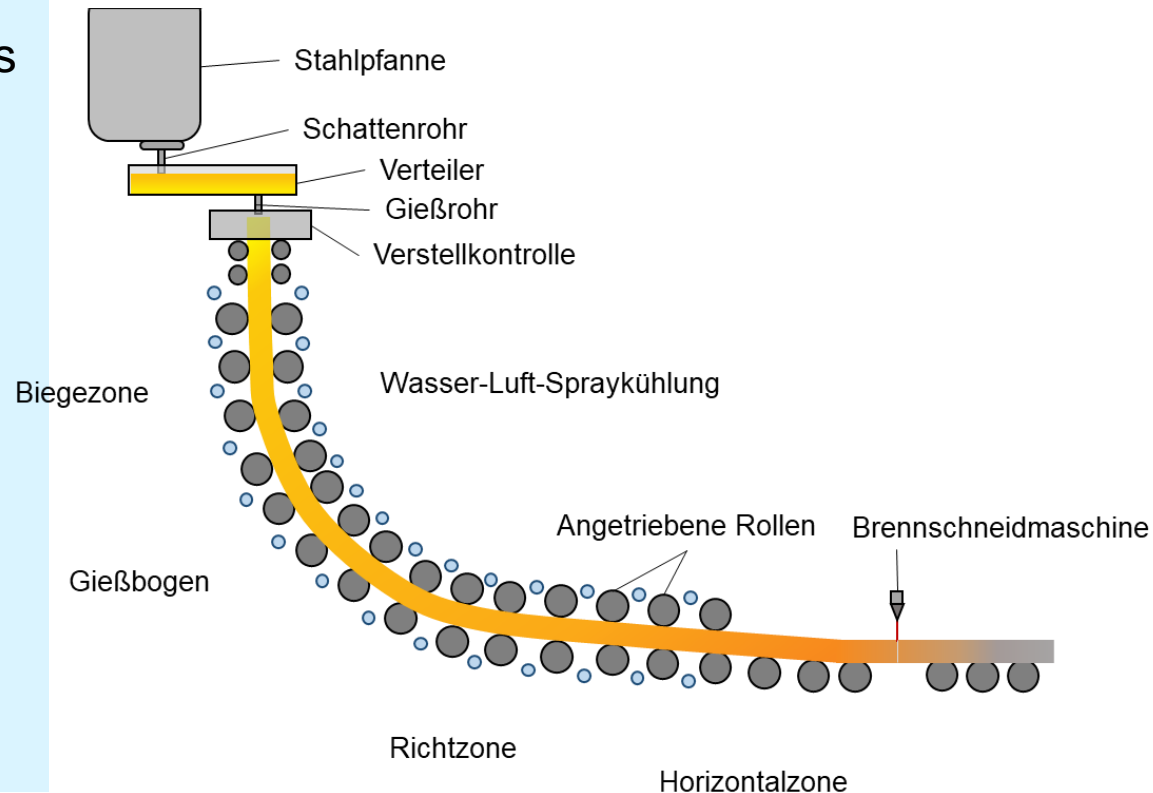 s
Stahlpfanne
Schattenrohr
Verteiler
Gießrohr
Verstellkontrolle
Wasser-Luft-Spraykühlung
Biegezone
Angetriebene Rollen
Brennschneidmaschine
Gießbogen
Richtzone
Horizontalzone